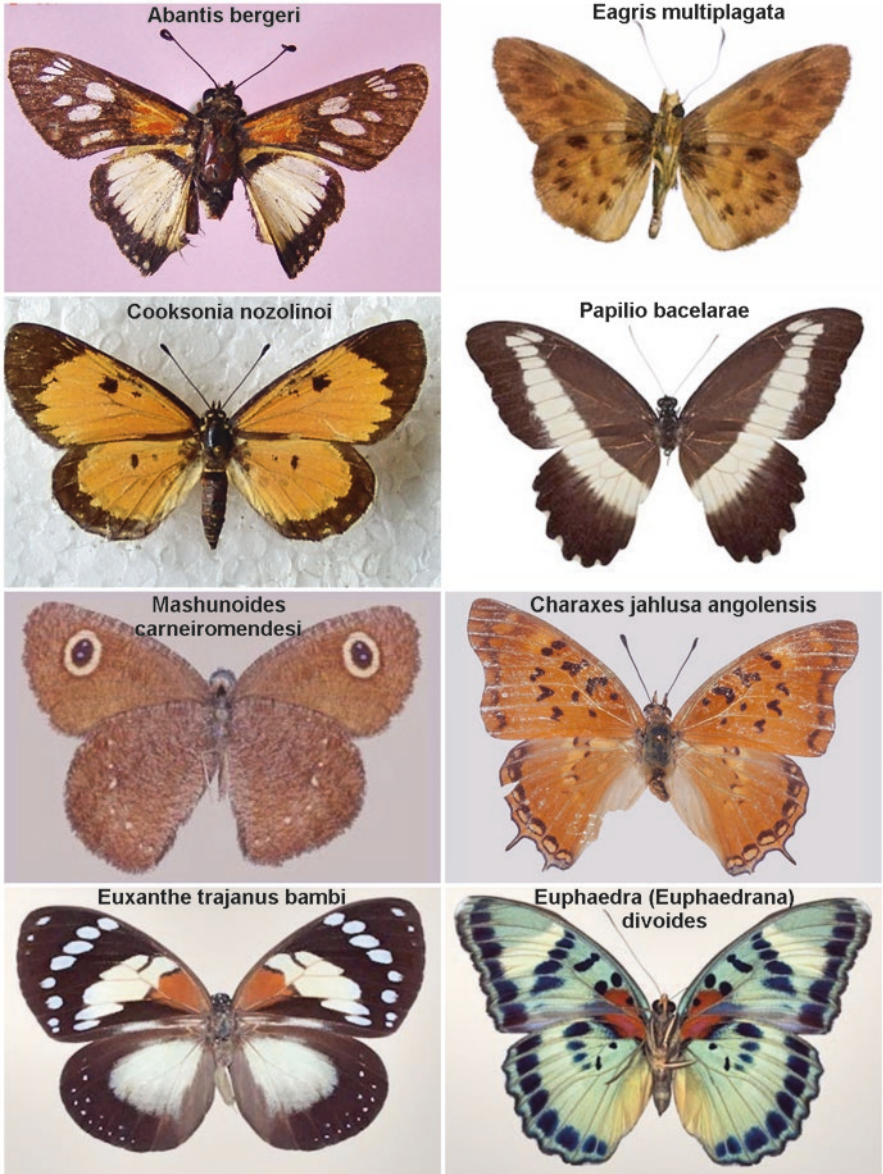 Abantis bergeri
Eagris multiplagata
Cooksonia nozolinoi
Papilio bacelarae
Mashunoides
carneiromendesi
Charaxes jahlusa angolensis
Euxanthe trajanus bambi
Euphaedra (Euphaedrana)
divoides